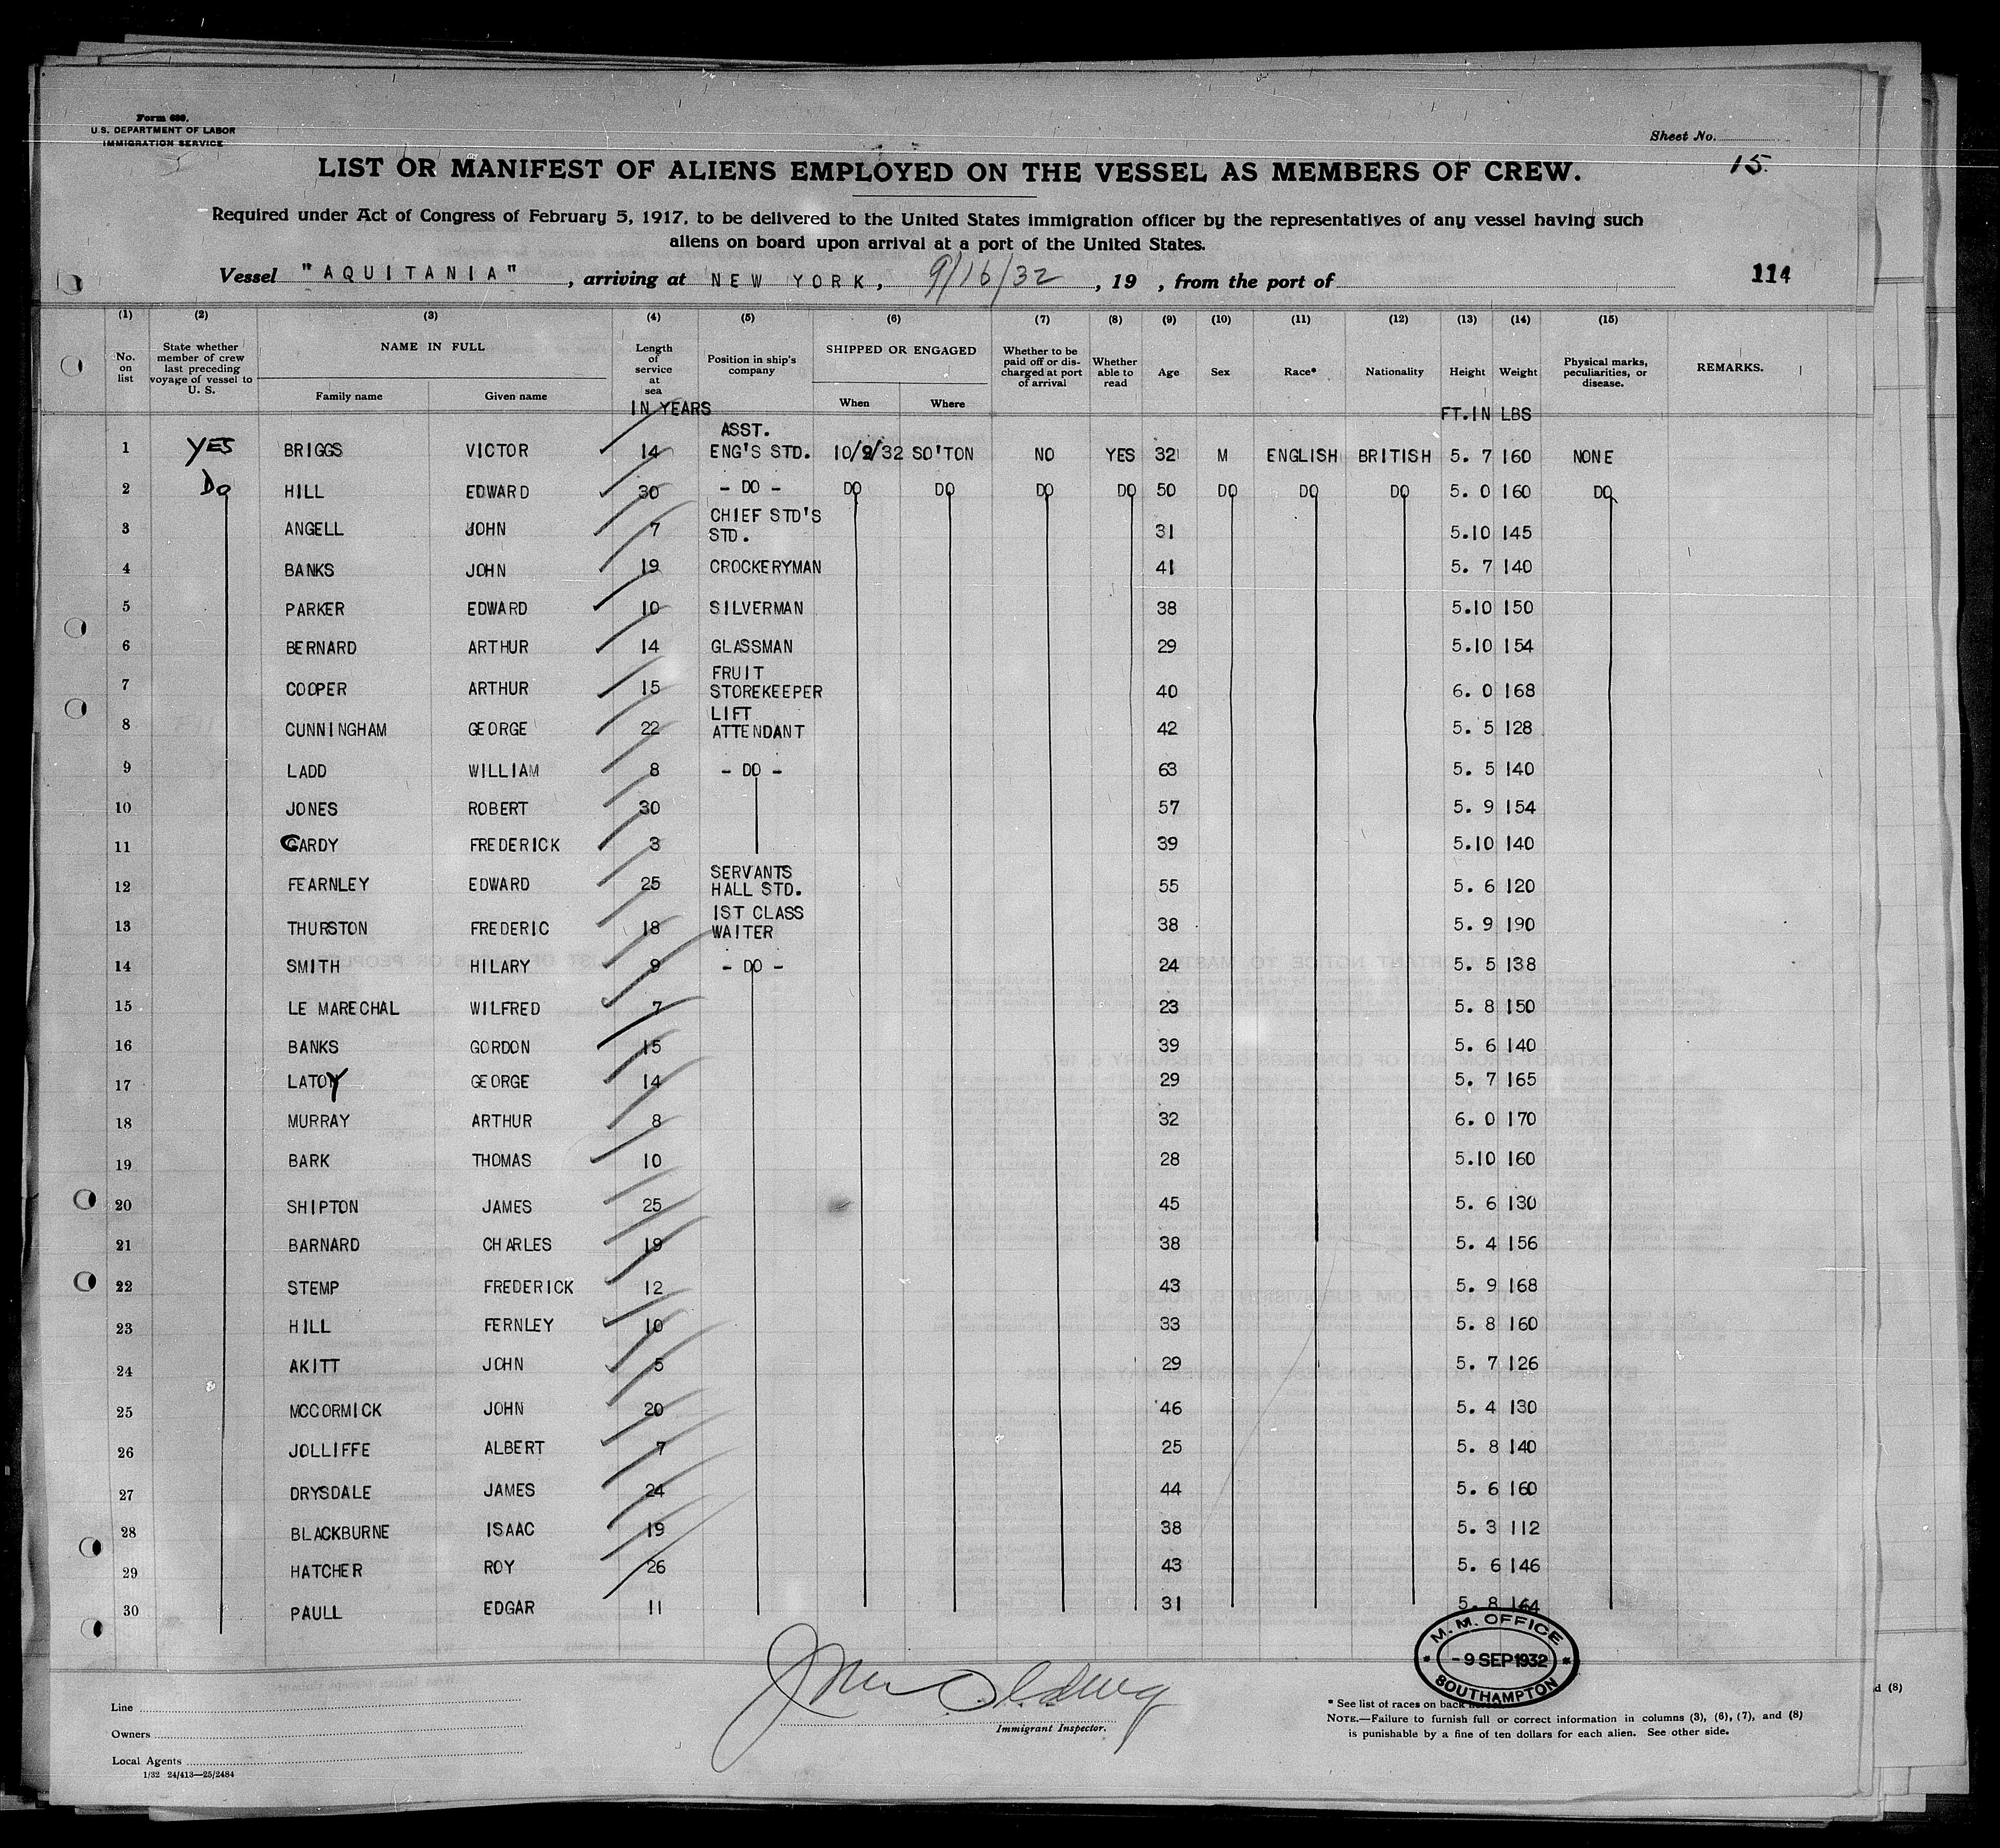 Form 680.
U.S. DEPARTMENT OF LABOR
IMMIGRATION SERVICE
Sheet No.
15.
LIST OR MANIFEST OF ALIENS EMPLOYED ON THE VESSEL AS MEMBERS OF CREW.
Required under Act of Congress of February 5, 1917, to be delivered to the United States immigration officer by the representatives of any vessel having such
aliens on board upon arrival at a port of the United States.
Vessel "AQUITANIA", arriving at NEW YORK, 9/16/32, 19 , from the port of 114
(1) (2) (3) (4) (5) (6) (7) (8) (9) (10) (11) (12) (13) (14) (15)
No. on list State whether member of crew last preceding voyage of vessel to U. S. NAME IN FULL Family name Given name Length of service at sea Position in ship's company SHIPPED OR ENGAGED When Where Whether to be paid off or discharged at port of arrival Whether able to read Age Sex Race* Nationality Height Weight Physical marks, peculiarities, or disease. REMARKS.
IN YEARS FT.IN LBS
1 YES BRIGGS VICTOR 14 ASST. ENG'S STD. 10/9/32 SO'TON NO YES 32 M ENGLISH BRITISH 5. 7 160 NONE
2 Do HILL EDWARD 30 - DO - DO DO DO DO 50 DO DO DO 5. 0 160 DO
3 ANGELL JOHN 7 CHIEF STD'S STD. 31 5.10 145
4 BANKS JOHN 19 CROCKERYMAN 41 5. 7 140
5 PARKER EDWARD 10 SILVERMAN 38 5.10 150
6 BERNARD ARTHUR 14 GLASSMAN 29 5.10 154
7 COOPER ARTHUR 15 FRUIT STOREKEEPER 40 6. 0 168
8 CUNNINGHAM GEORGE 22 LIFT ATTENDANT 42 5. 5 128
9 LADD WILLIAM 8 - DO - 63 5. 5 140
10 JONES ROBERT 30 57 5. 9 154
11 CARDY FREDERICK 3 39 5.10 140
12 FEARNLEY EDWARD 25 SERVANTS HALL STD. 55 5. 6 120
13 THURSTON FREDERIC 18 1ST CLASS WAITER 38 5. 9 190
14 SMITH HILARY 9 - DO - 24 5. 5 138
15 LE MARECHAL WILFRED 7 23 5. 8 150
16 BANKS GORDON 15 39 5. 6 140
17 LATOY GEORGE 14 29 5. 7 165
18 MURRAY ARTHUR 8 32 6. 0 170
19 BARK THOMAS 10 28 5.10 160
20 SHIPTON JAMES 25 45 5. 6 130
21 BARNARD CHARLES 19 38 5. 4 156
22 STEMP FREDERICK 12 43 5. 9 168
23 HILL FERNLEY 10 33 5. 8 160
24 AKITT JOHN 5 29 5. 7 126
25 MCCORMICK JOHN 20 46 5. 4 130
26 JOLLIFFE ALBERT 7 25 5. 8 140
27 DRYSDALE JAMES 24 44 5. 6 160
28 BLACKBURNE ISAAC 19 38 5. 3 112
29 HATCHER ROY 26 43 5. 6 146
30 PAULL EDGAR 11 31 5. 8 164
M. M. OFFICE
- 9 SEP 1932
SOUTHAMPTON
Line
Owners
Local Agents
1/32 24/413—25/2484
Immigrant Inspector.
* See list of races on back
NOTE.—Failure to furnish full or correct information in columns (3), (6), (7), and (8)
is punishable by a fine of ten dollars for each alien. See other side.
d (8)